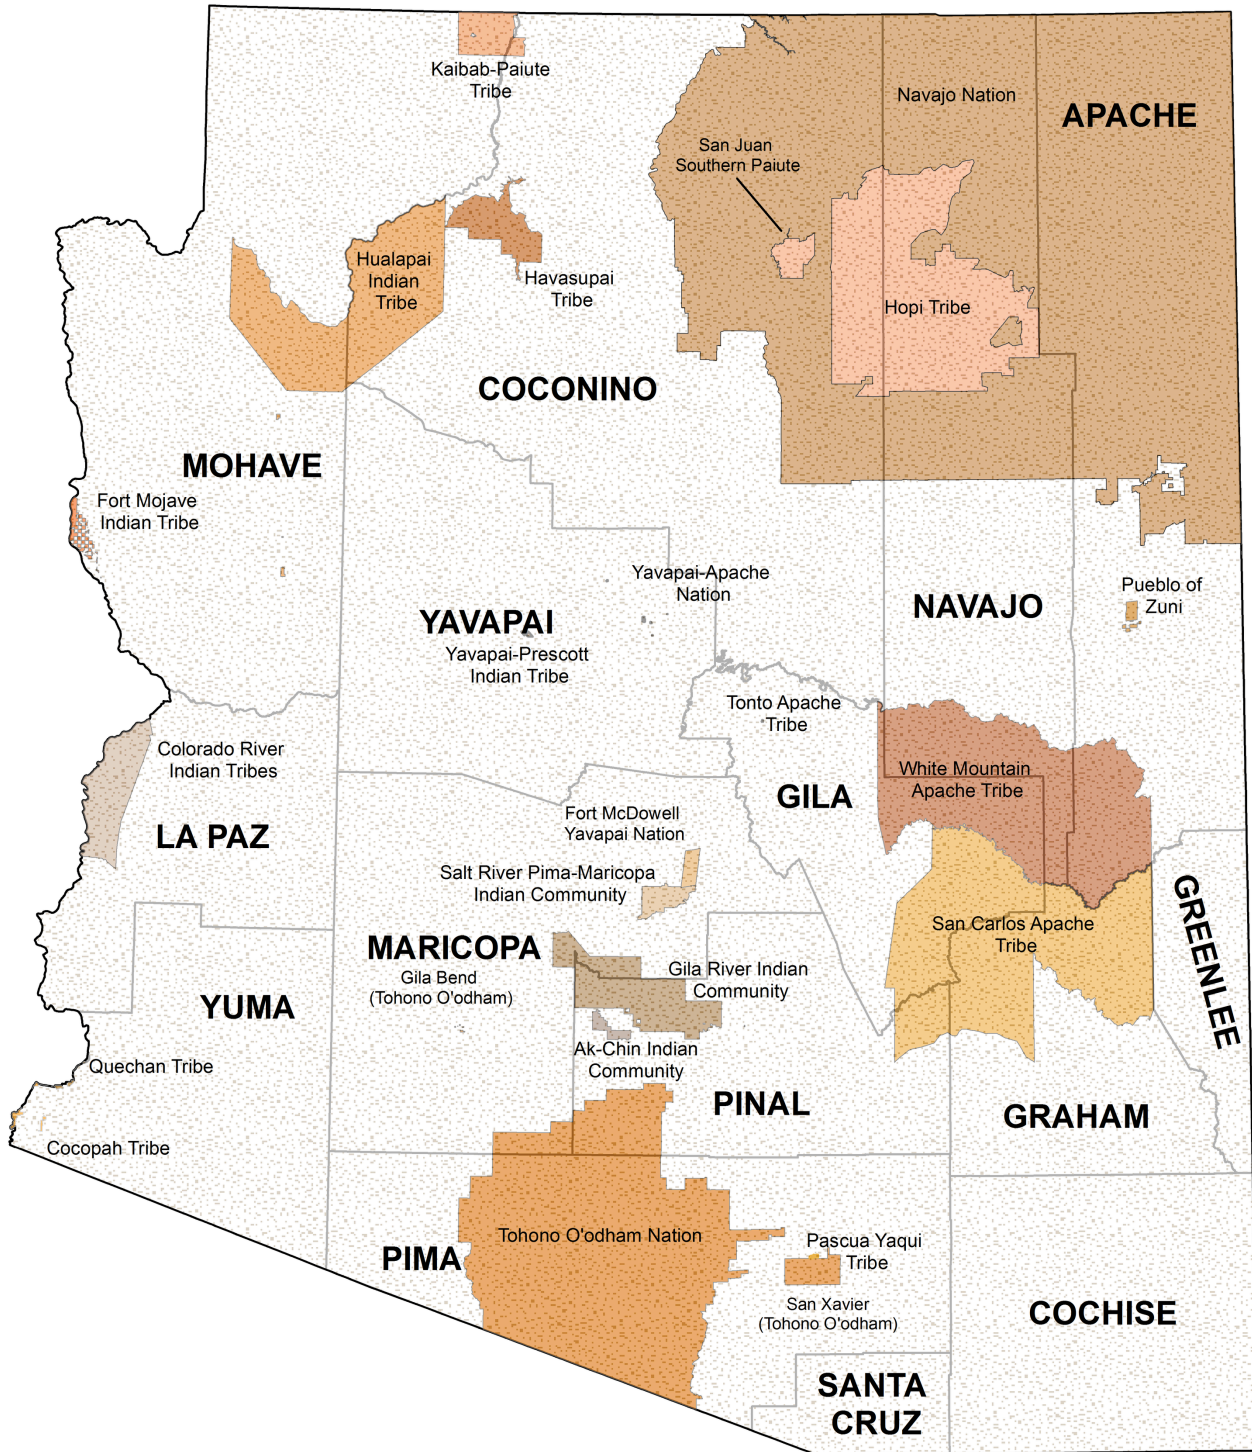 Kaibab-Paiute
Tribe
Navajo Nation
APACHE
San Juan
Southern Paiute
Hualapai
Indian
Tribe
Havasupai
Tribe
Hopi Tribe
COCONINO
MOHAVE
Fort Mojave
Indian Tribe
Yavapai-Apache
Nation
Pueblo of
Zuni
NAVAJO
YAVAPAI
Yavapai-Prescott
Indian Tribe
Tonto Apache
Tribe
Colorado River
Indian Tribes
White Mountain
Apache Tribe
GILA
LA PAZ
Fort McDowell
Yavapai Nation
Salt River Pima-Maricopa
Indian Community
GREENLEE
San Carlos Apache
Tribe
MARICOPA
Gila Bend
(Tohono O'odham)
Gila River Indian
Community
YUMA
Ak-Chin Indian
Community
Quechan Tribe
PINAL
GRAHAM
Cocopah Tribe
Tohono O'odham Nation
Pascua Yaqui
Tribe
PIMA
San Xavier
(Tohono O'odham)
COCHISE
SANTA
CRUZ